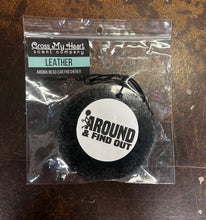 Cross My Heart
scent company
LEATHER
AROMA BEAD CAR FRESHENER
AROUND
& FIND OUT